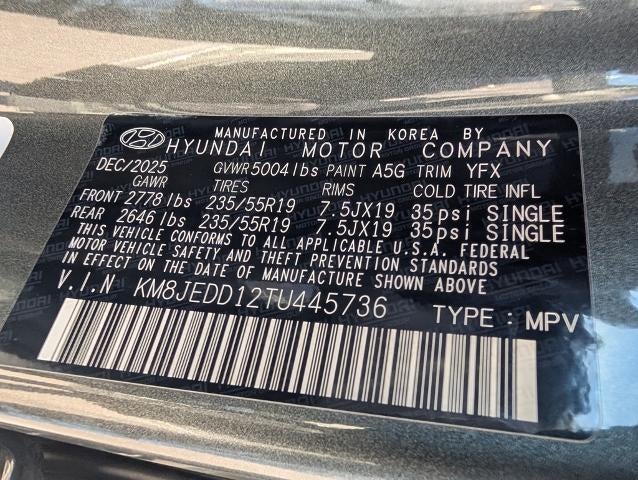 MANUFACTURED IN KOREA BY
HYUNDAI MOTOR COMPANY
DEC/2025 GVWR 5004 lbs PAINT A5G TRIM YFX
GAWR TIRES RIMS COLD TIRE INFL
FRONT 2778 lbs 235/55R19 7.5JX19 35psi SINGLE
REAR 2646 lbs 235/55R19 7.5JX19 35psi SINGLE
THIS VEHICLE CONFORMS TO ALL APPLICABLE U.S.A. FEDERAL
MOTOR VEHICLE SAFETY AND THEFT PREVENTION STANDARDS
IN EFFECT ON THE DATE OF MANUFACTURE SHOWN ABOVE
V.I.N KM8JEDD12TU445736 TYPE : MPV